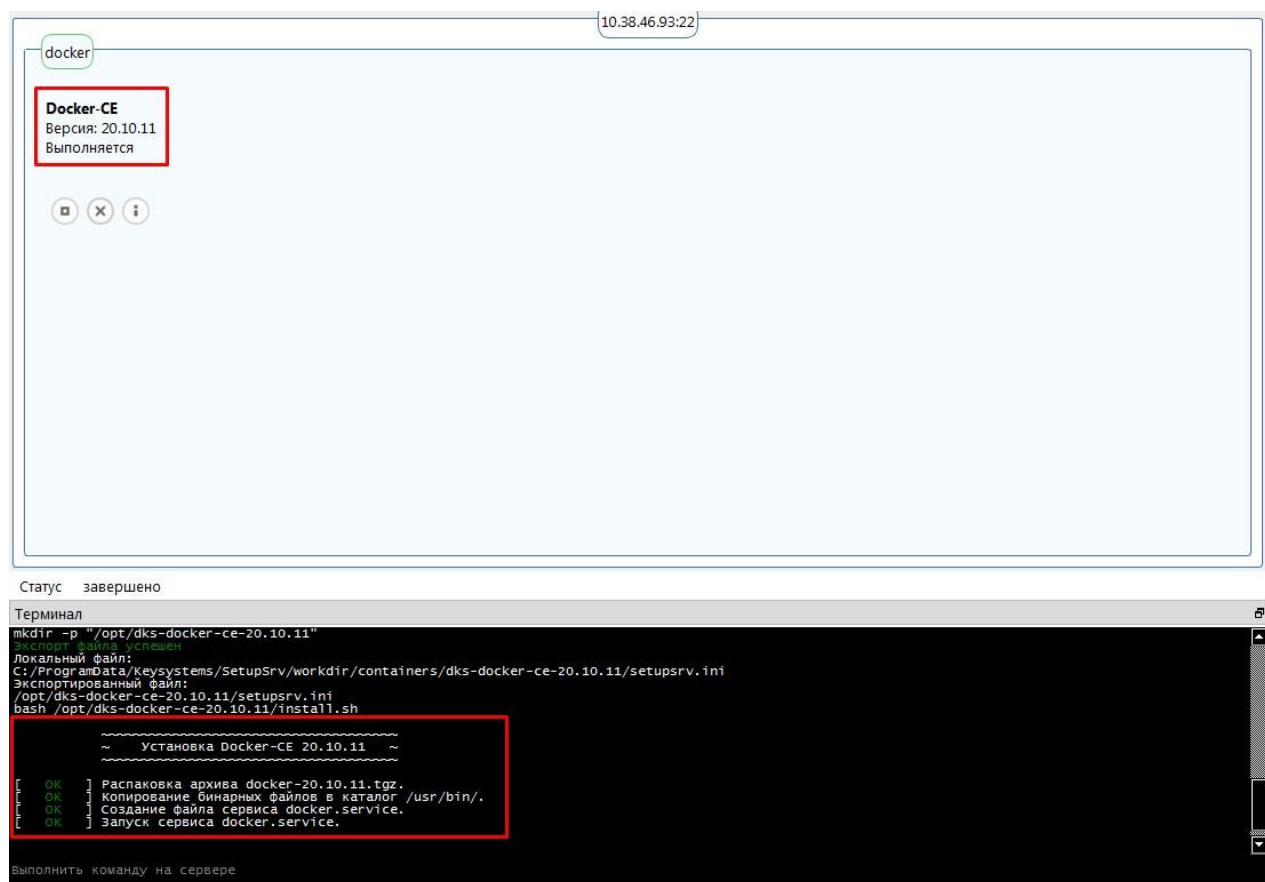 10.38.46.93:22
docker
Docker-CE
Версия: 20.10.11
Выполняется
Статус завершено
Терминал
mkdir -p "/opt/dks-docker-ce-20.10.11"
Экспорт файла успешен
Локальный файл:
C:/ProgramData/Keysystems/SetupSrv/workdir/containers/dks-docker-ce-20.10.11/setupsrv.ini
Экспортированный файл:
/opt/dks-docker-ce-20.10.11/setupsrv.ini
bash /opt/dks-docker-ce-20.10.11/install.sh
~~~~~~~~~~~~~~~~~~~~~~~~~~~~~~~~~~~~~
~ Установка Docker-CE 20.10.11 ~
~~~~~~~~~~~~~~~~~~~~~~~~~~~~~~~~~~~~~
[ OK ] Распаковка архива docker-20.10.11.tgz.
[ OK ] Копирование бинарных файлов в каталог /usr/bin/.
[ OK ] Создание файла сервиса docker.service.
[ OK ] Запуск сервиса docker.service.
Выполнить команду на сервере